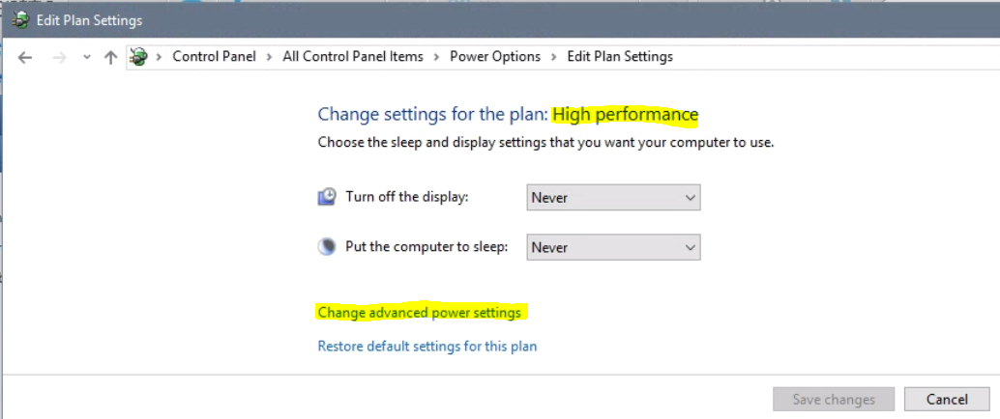 Edit Plan Settings
Control Panel > All Control Panel Items > Power Options > Edit Plan Settings
Change settings for the plan: High performance
Choose the sleep and display settings that you want your computer to use.
Turn off the display: Never
Put the computer to sleep: Never
Change advanced power settings
Restore default settings for this plan
Save changes Cancel